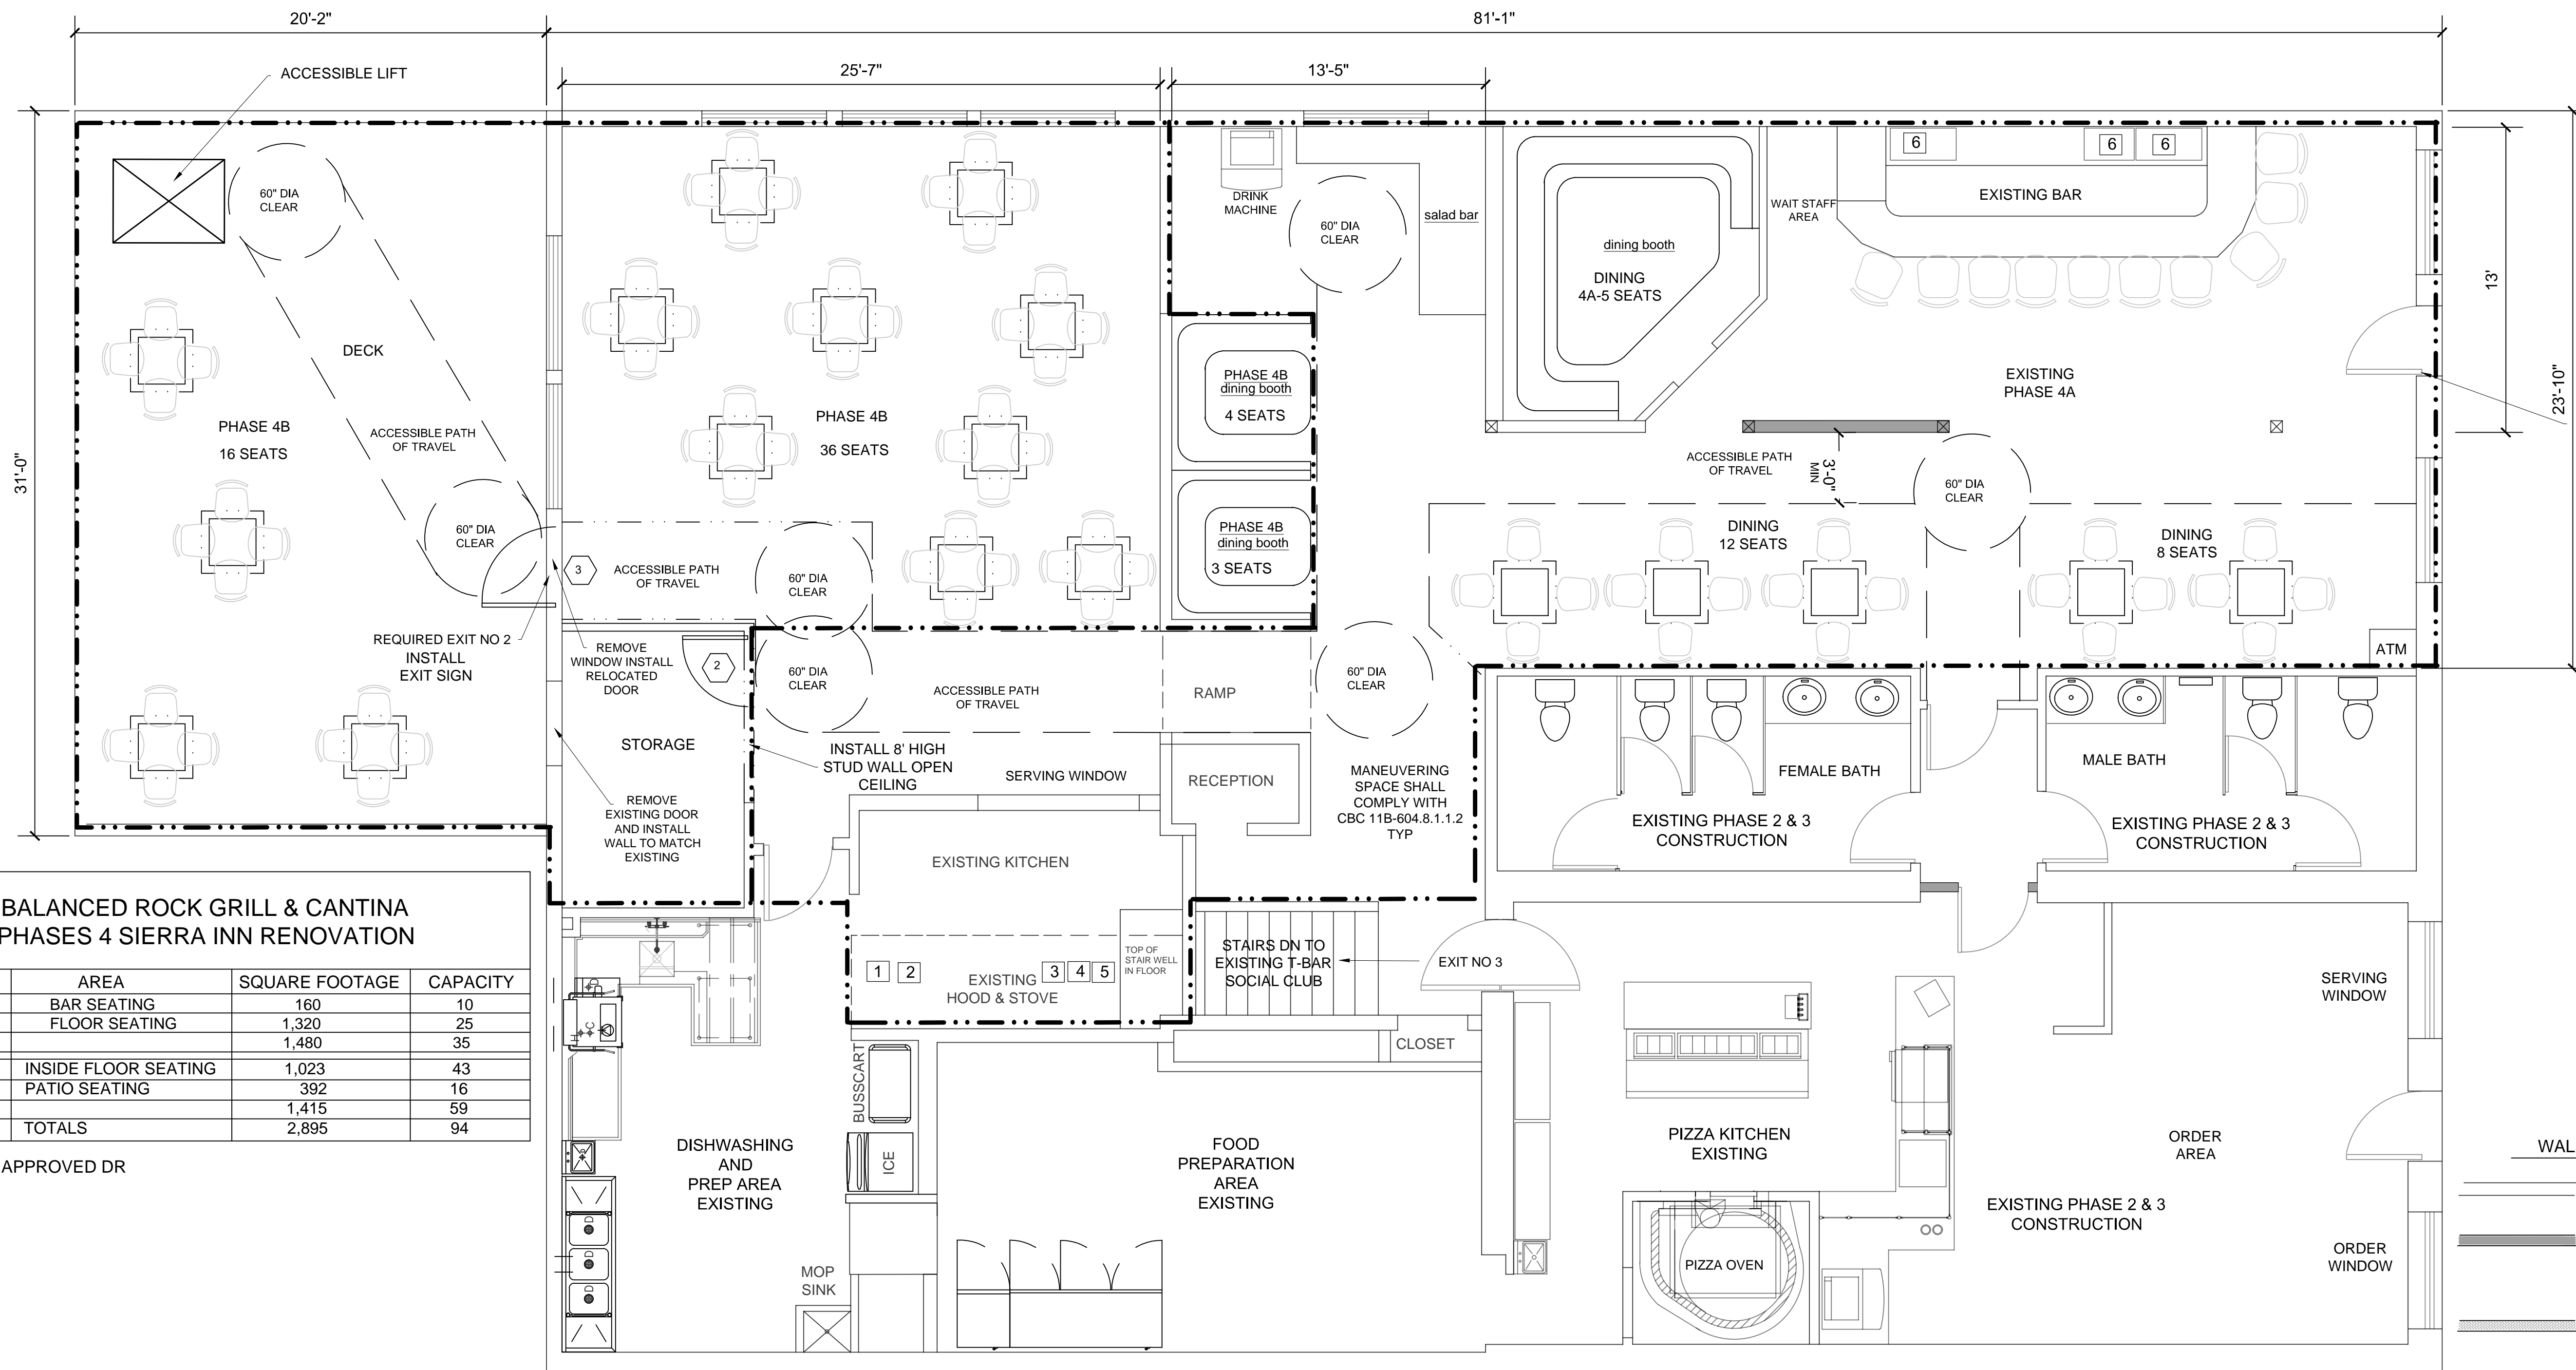 20'-2"
81'-1"
ACCESSIBLE LIFT
25'-7"
13'-5"
60" DIA
CLEAR
DRINK
MACHINE
60" DIA
CLEAR
salad bar
dining booth
DINING
4A-5 SEATS
WAIT STAFF
AREA
6
6
6
EXISTING BAR
13'
23'-10"
31'-0"
DECK
PHASE 4B
16 SEATS
ACCESSIBLE PATH
OF TRAVEL
60" DIA
CLEAR
PHASE 4B
36 SEATS
PHASE 4B
dining booth
4 SEATS
PHASE 4B
dining booth
3 SEATS
EXISTING
PHASE 4A
ACCESSIBLE PATH
OF TRAVEL
3'-0"
MIN
60" DIA
CLEAR
DINING
12 SEATS
DINING
8 SEATS
ATM
3
ACCESSIBLE PATH
OF TRAVEL
60" DIA
CLEAR
REQUIRED EXIT NO 2
INSTALL
EXIT SIGN
REMOVE
WINDOW INSTALL
RELOCATED
DOOR
2
60" DIA
CLEAR
ACCESSIBLE PATH
OF TRAVEL
RAMP
60" DIA
CLEAR
STORAGE
INSTALL 8' HIGH
STUD WALL OPEN
CEILING
SERVING WINDOW
RECEPTION
MANEUVERING
SPACE SHALL
COMPLY WITH
CBC 11B-604.8.1.1.2
TYP
FEMALE BATH
MALE BATH
EXISTING PHASE 2 & 3
CONSTRUCTION
EXISTING PHASE 2 & 3
CONSTRUCTION
REMOVE
EXISTING DOOR
AND INSTALL
WALL TO MATCH
EXISTING
EXISTING KITCHEN
BALANCED ROCK GRILL & CANTINA
PHASES 4 SIERRA INN RENOVATION
AREA SQUARE FOOTAGE CAPACITY
BAR SEATING 160 10
FLOOR SEATING 1,320 25
1,480 35
INSIDE FLOOR SEATING 1,023 43
PATIO SEATING 392 16
1,415 59
TOTALS 2,895 94
APPROVED DR
1
2
EXISTING
HOOD & STOVE
3
4
5
TOP OF
STAIR WELL
IN FLOOR
STAIRS DN TO
EXISTING T-BAR
SOCIAL CLUB
EXIT NO 3
CLOSET
BUSSCART
ICE
DISHWASHING
AND
PREP AREA
EXISTING
MOP
SINK
FOOD
PREPARATION
AREA
EXISTING
PIZZA KITCHEN
EXISTING
PIZZA OVEN
SERVING
WINDOW
ORDER
AREA
EXISTING PHASE 2 & 3
CONSTRUCTION
ORDER
WINDOW
WAL